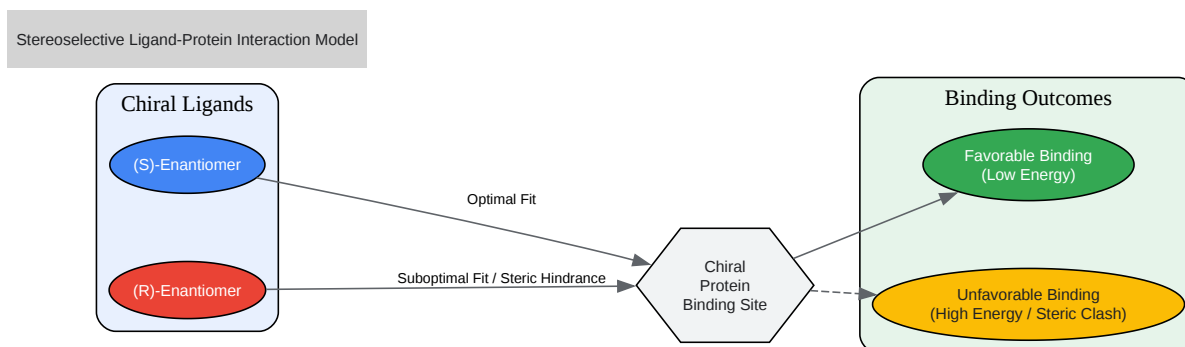 Stereoselective Ligand-Protein Interaction Model
Chiral Ligands
(S)-Enantiomer
(R)-Enantiomer
Optimal Fit
Suboptimal Fit / Steric Hindrance
Chiral
Protein
Binding Site
Binding Outcomes
Favorable Binding
(Low Energy)
Unfavorable Binding
(High Energy / Steric Clash)